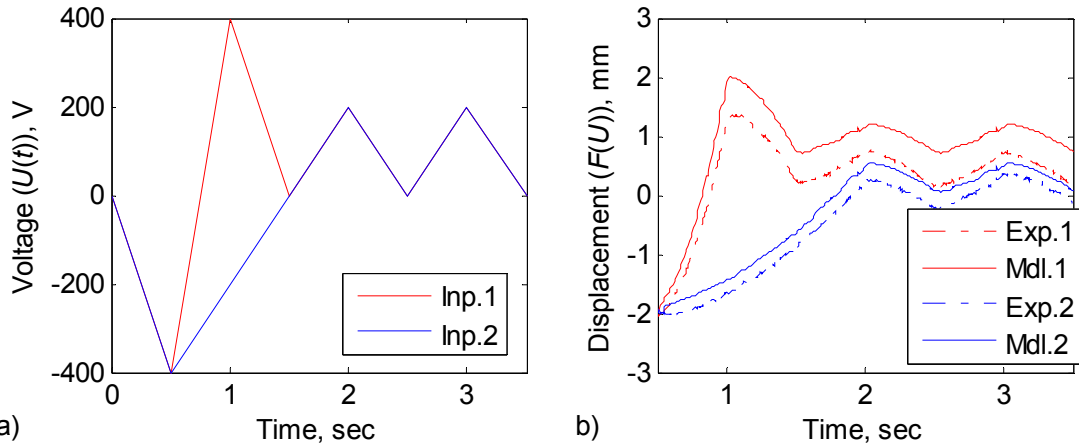 400
200
0
-200
-400
Voltage (U(t)), V
0
1
2
3
Time, sec
Inp.1
Inp.2
a)
3
2
1
0
-1
-2
-3
Displacement (F(U)), mm
1
2
3
Time, sec
Exp.1
Mdl.1
Exp.2
Mdl.2
b)